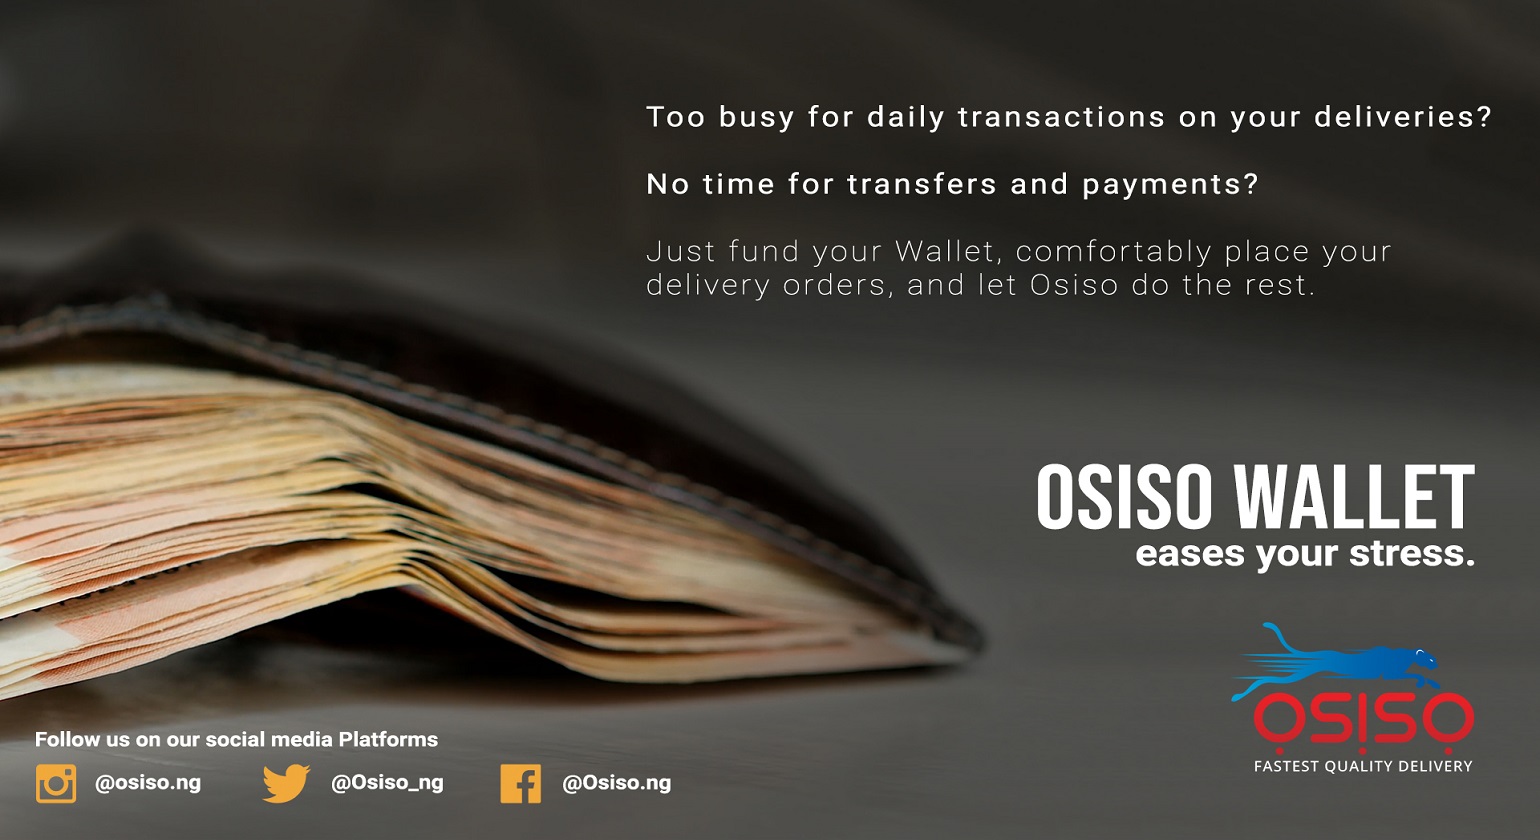 Too busy for daily transactions on your deliveries?
No time for transfers and payments?
Just fund your Wallet, comfortably place your
delivery orders, and let Osiso do the rest.
OSISO WALLET
eases your stress.
ỌSỊSỌ
FASTEST QUALITY DELIVERY
Follow us on our social media Platforms
@osiso.ng @Osiso_ng @Osiso.ng